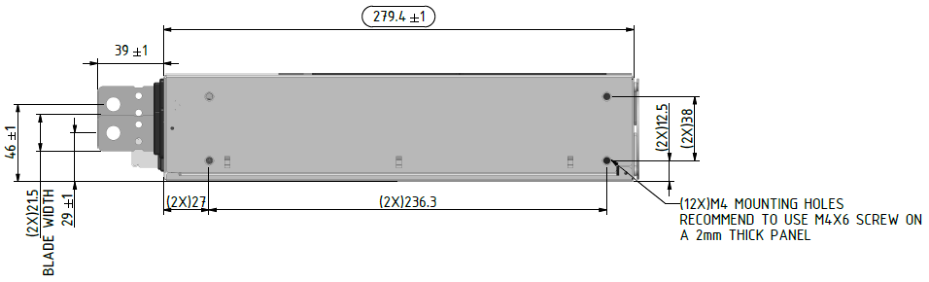 279.4 ±1
39 ±1
46 ±1
(2X)21.5
BLADE WIDTH
29 ±1
(2X)27
(2X)236.3
(2X)12.5
(2X)38
(12X)M4 MOUNTING HOLES
RECOMMEND TO USE M4X6 SCREW ON
A 2mm THICK PANEL